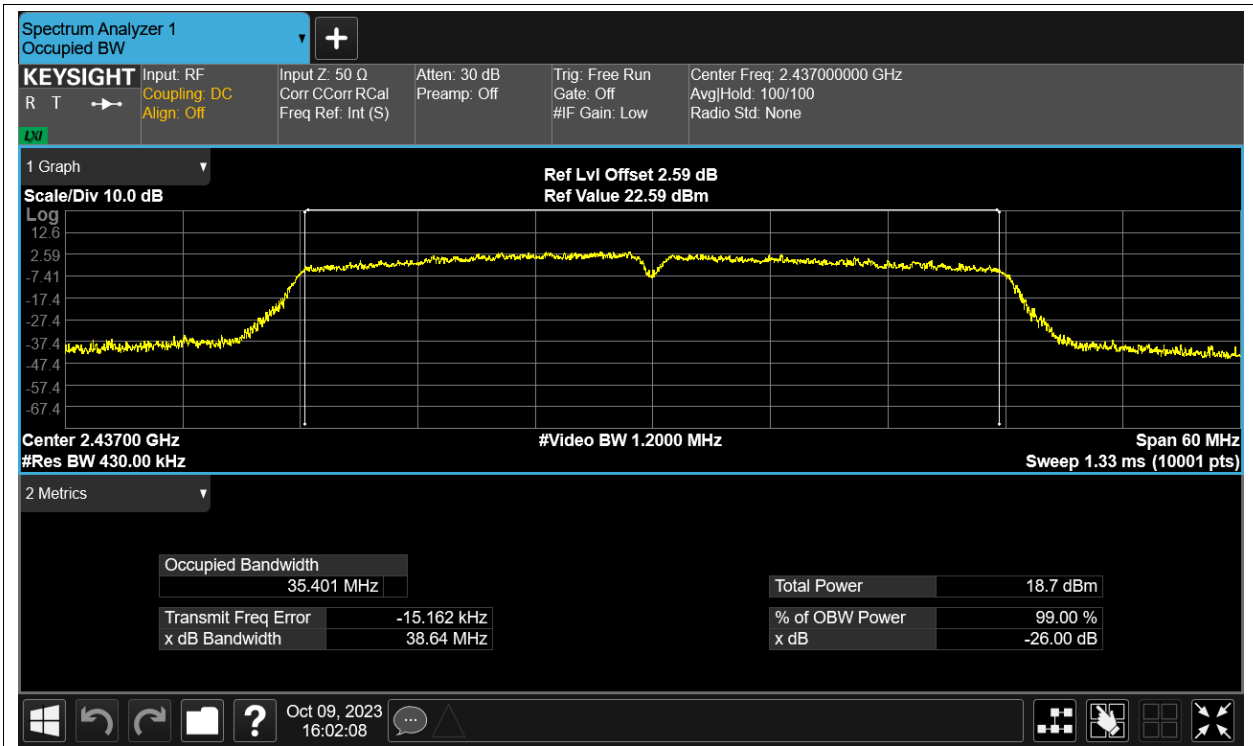 Spectrum Analyzer 1
Occupied BW
KEYSIGHT
R T
LXI
Input: RF
Coupling: DC
Align: Off
Input Z: 50 Ω
Corr CCorr RCal
Freq Ref: Int (S)
Atten: 30 dB
Preamp: Off
Trig: Free Run
Gate: Off
#IF Gain: Low
Center Freq: 2.437000000 GHz
Avg|Hold: 100/100
Radio Std: None
1 Graph
Scale/Div 10.0 dB
Ref Lvl Offset 2.59 dB
Ref Value 22.59 dBm
Log
12.6
2.59
-7.41
-17.4
-27.4
-37.4
-47.4
-57.4
-67.4
Center 2.43700 GHz
#Res BW 430.00 kHz
#Video BW 1.2000 MHz
Span 60 MHz
Sweep 1.33 ms (10001 pts)
2 Metrics
Occupied Bandwidth
35.401 MHz
Transmit Freq Error -15.162 kHz
x dB Bandwidth 38.64 MHz
Total Power 18.7 dBm
% of OBW Power 99.00 %
x dB -26.00 dB
?
Oct 09, 2023
16:02:08